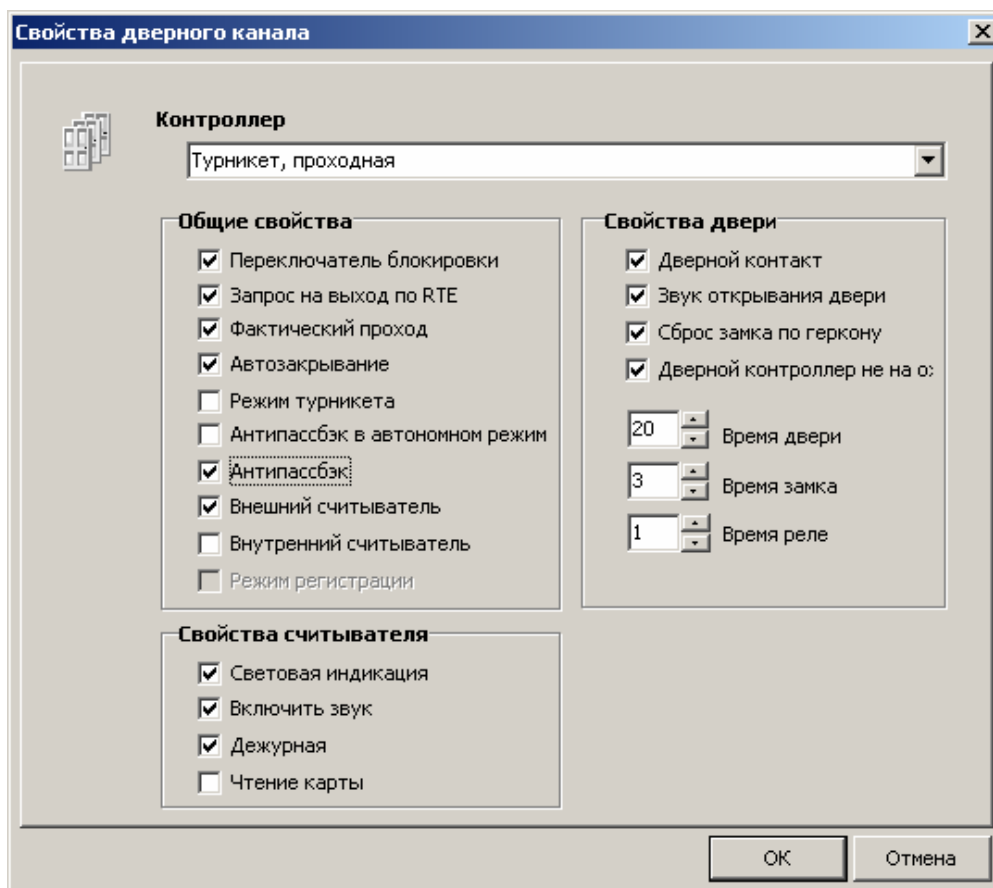 Свойства дверного канала
Контроллер
Турникет, проходная
Общие свойства
Переключатель блокировки
Запрос на выход по RTE
Фактический проход
Автозакрывание
Режим турникета
Антипассбэк в автономном режим
Антипассбэк
Внешний считыватель
Внутренний считыватель
Режим регистрации
Свойства двери
Дверной контакт
Звук открывания двери
Сброс замка по геркону
Дверной контроллер не на ох
20 Время двери
3 Время замка
1 Время реле
Свойства считывателя
Световая индикация
Включить звук
Дежурная
Чтение карты
OK Отмена